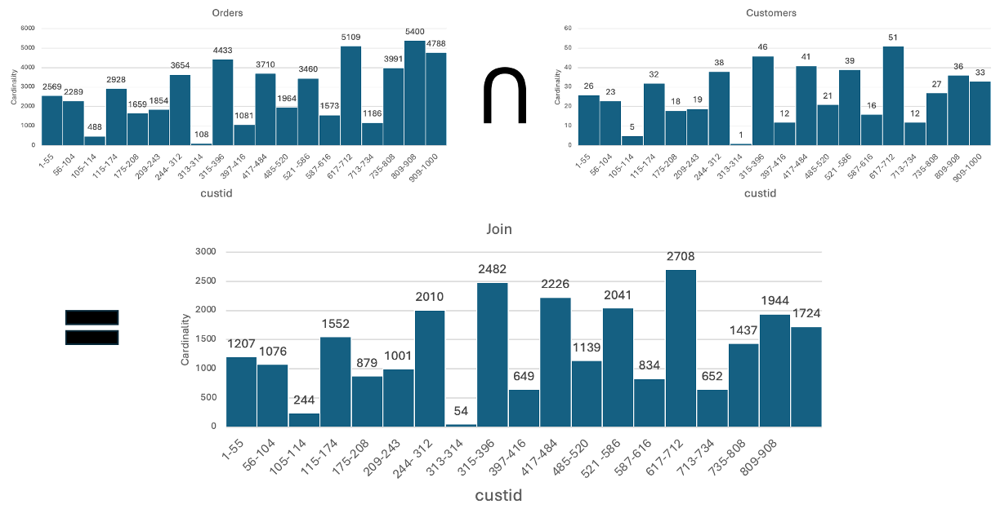 Orders
6000
5000
4000
3000
2000
1000
0
Cardinality
2569 2289 488 2928 1659 1854 3654 108 4433 1081 3710 1964 3460 1573 5109 1186 3991 5400 4788
1-55 56-104 105-114 115-174 175-208 209-243 244- 312 313-314 315-396 397-416 417-484 485-520 521 -586 587-616 617-712 713-734 735-808 809-908 909-1000
custid
∩
Customers
60
50
40
30
20
10
0
Cardinality
26 23 5 32 18 19 38 1 46 12 41 21 39 16 51 12 27 36 33
1-55 56-104 105-114 115-174 175-208 209-243 244- 312 313-314 315-396 397-416 417-484 485-520 521 -586 587-616 617-712 713-734 735-808 809-908 909-1000
custid
=
Join
3000
2500
2000
1500
1000
500
0
Cardinality
1207 1076 244 1552 879 1001 2010 54 2482 649 2226 1139 2041 834 2708 652 1437 1944 1724
1-55 56-104 105-114 115-174 175-208 209-243 244- 312 313-314 315-396 397-416 417-484 485-520 521 -586 587-616 617-712 713-734 735-808 809-908
custid